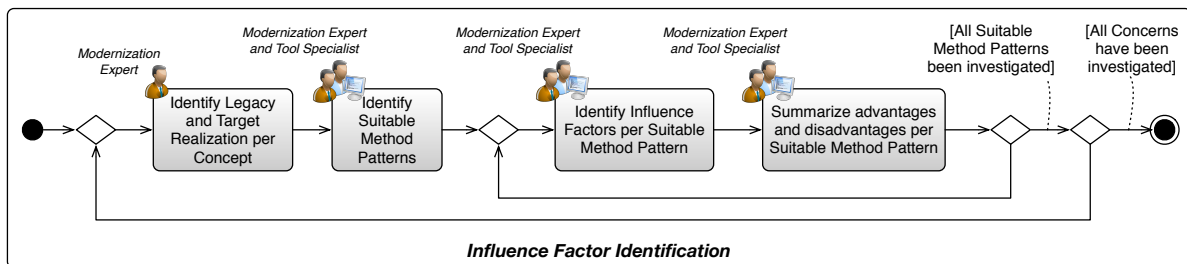 Modernization
Expert
Identify Legacy
and Target
Realization per
Concept
Modernization Expert
and Tool Specialist
Identify
Suitable
Method
Patterns
Modernization Expert
and Tool Specialist
Identify Influence
Factors per Suitable
Method Pattern
Modernization Expert
and Tool Specialist
Summarize advantages
and disadvantages per
Suitable Method Pattern
[All Suitable
Method Patterns
been investigated]
[All Concerns
have been
investigated]
Influence Factor Identification